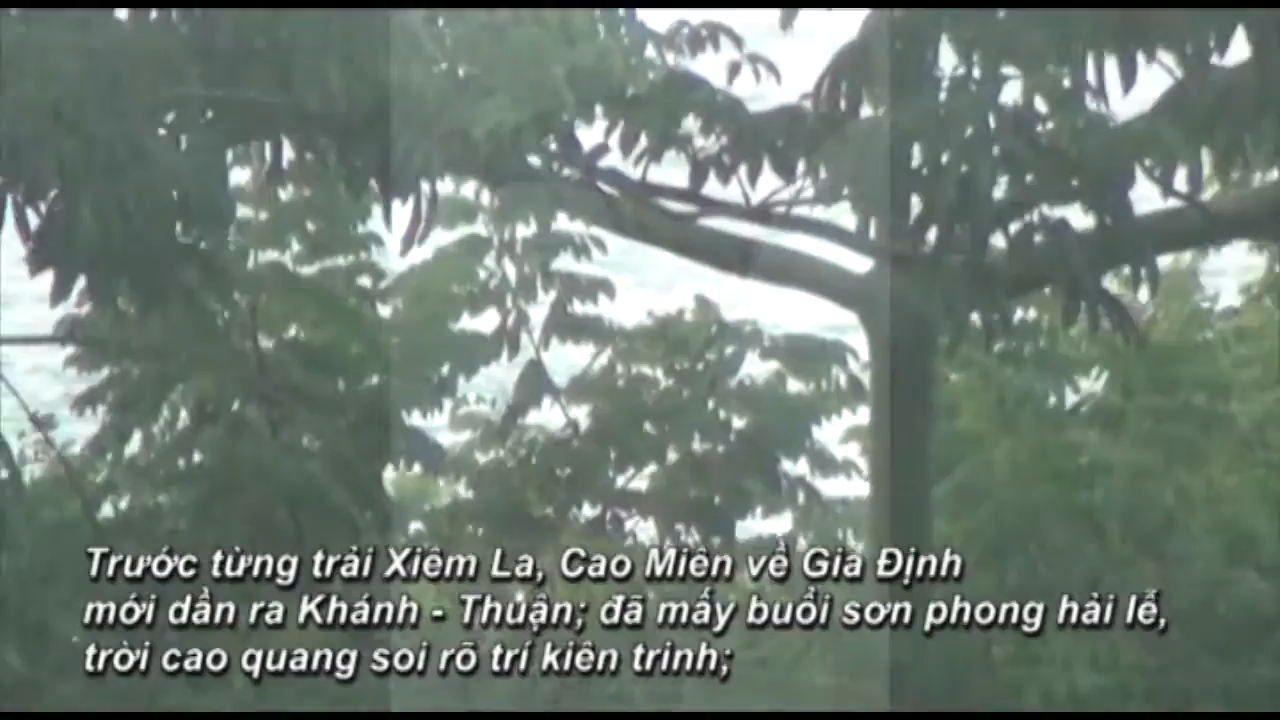 Trước từng trải Xiêm La, Cao Miên về Gia Định
mới dần ra Khánh - Thuận; đã mấy buổi sơn phong hải lễ,
trời cao quang soi rõ trí kiên trinh;